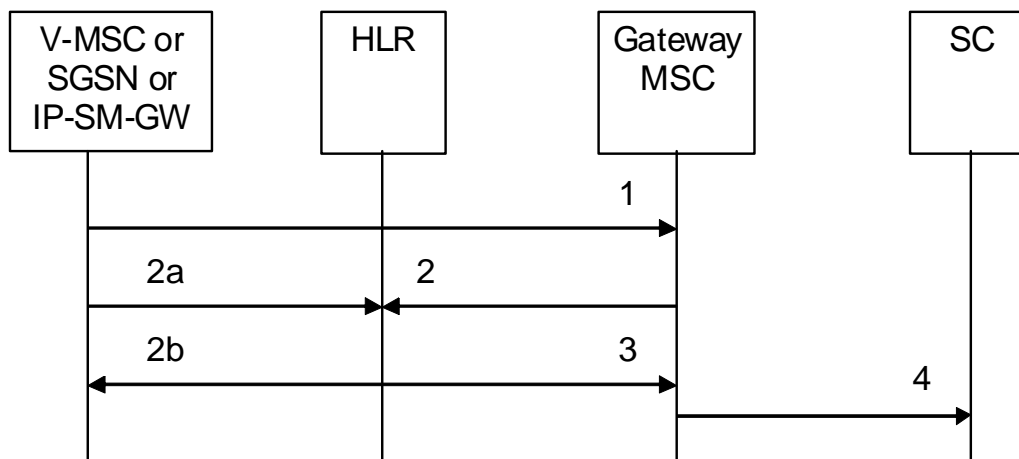 V-MSC or
SGSN or
IP-SM-GW
HLR
Gateway
MSC
SC
1
2a
2
2b
3
4